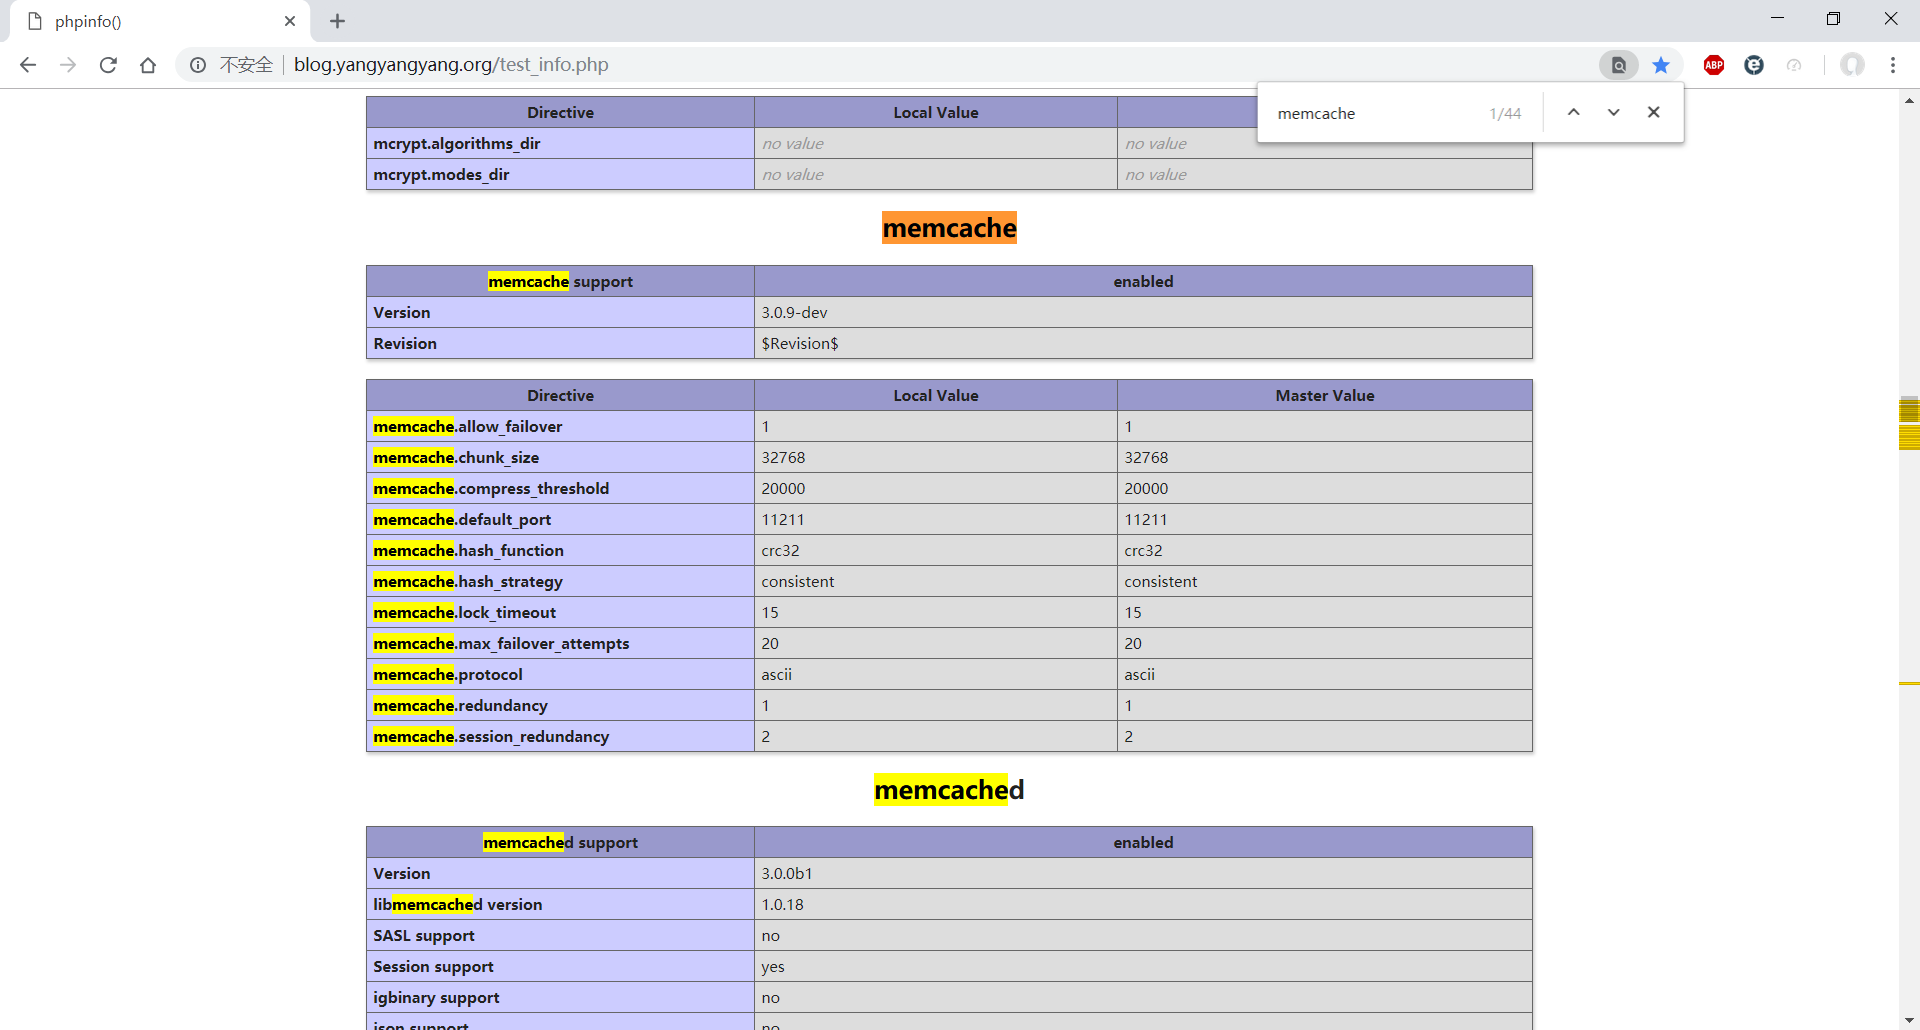 phpinfo()
不安全 blog.yangyangyang.org/test_info.php
ABP
memcache 1/44
Directive Local Value
mcrypt.algorithms_dir no value no value
mcrypt.modes_dir no value no value
memcache
memcache support enabled
Version 3.0.9-dev
Revision $Revision$
Directive Local Value Master Value
memcache.allow_failover 1 1
memcache.chunk_size 32768 32768
memcache.compress_threshold 20000 20000
memcache.default_port 11211 11211
memcache.hash_function crc32 crc32
memcache.hash_strategy consistent consistent
memcache.lock_timeout 15 15
memcache.max_failover_attempts 20 20
memcache.protocol ascii ascii
memcache.redundancy 1 1
memcache.session_redundancy 2 2
memcached
memcached support enabled
Version 3.0.0b1
libmemcached version 1.0.18
SASL support no
Session support yes
igbinary support no
json support no